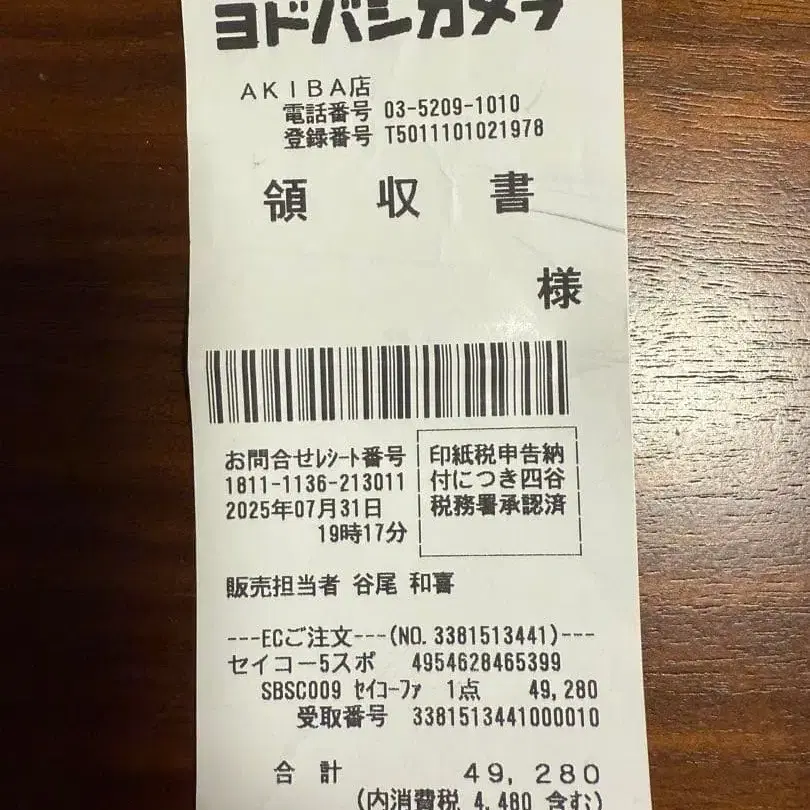 ヨドバシカメラ
AKIBA店
電話番号 03-5209-1010
登録番号 T5011101021978
領 収 書
様
お問合せﾚｼｰﾄ番号
1811-1136-213011
2025年07月31日
19時17分
印紙税申告納
付につき四谷
税務署承認済
販売担当者 谷尾 和喜
---ECご注文---(NO.3381513441)---
セイコー5スポ 4954628465399
SBSC009 ｾｲｺｰﾌｧ 1点 49,280
受取番号 3381513441000010
合 計 49,280
(内消費税 4,480 含む)